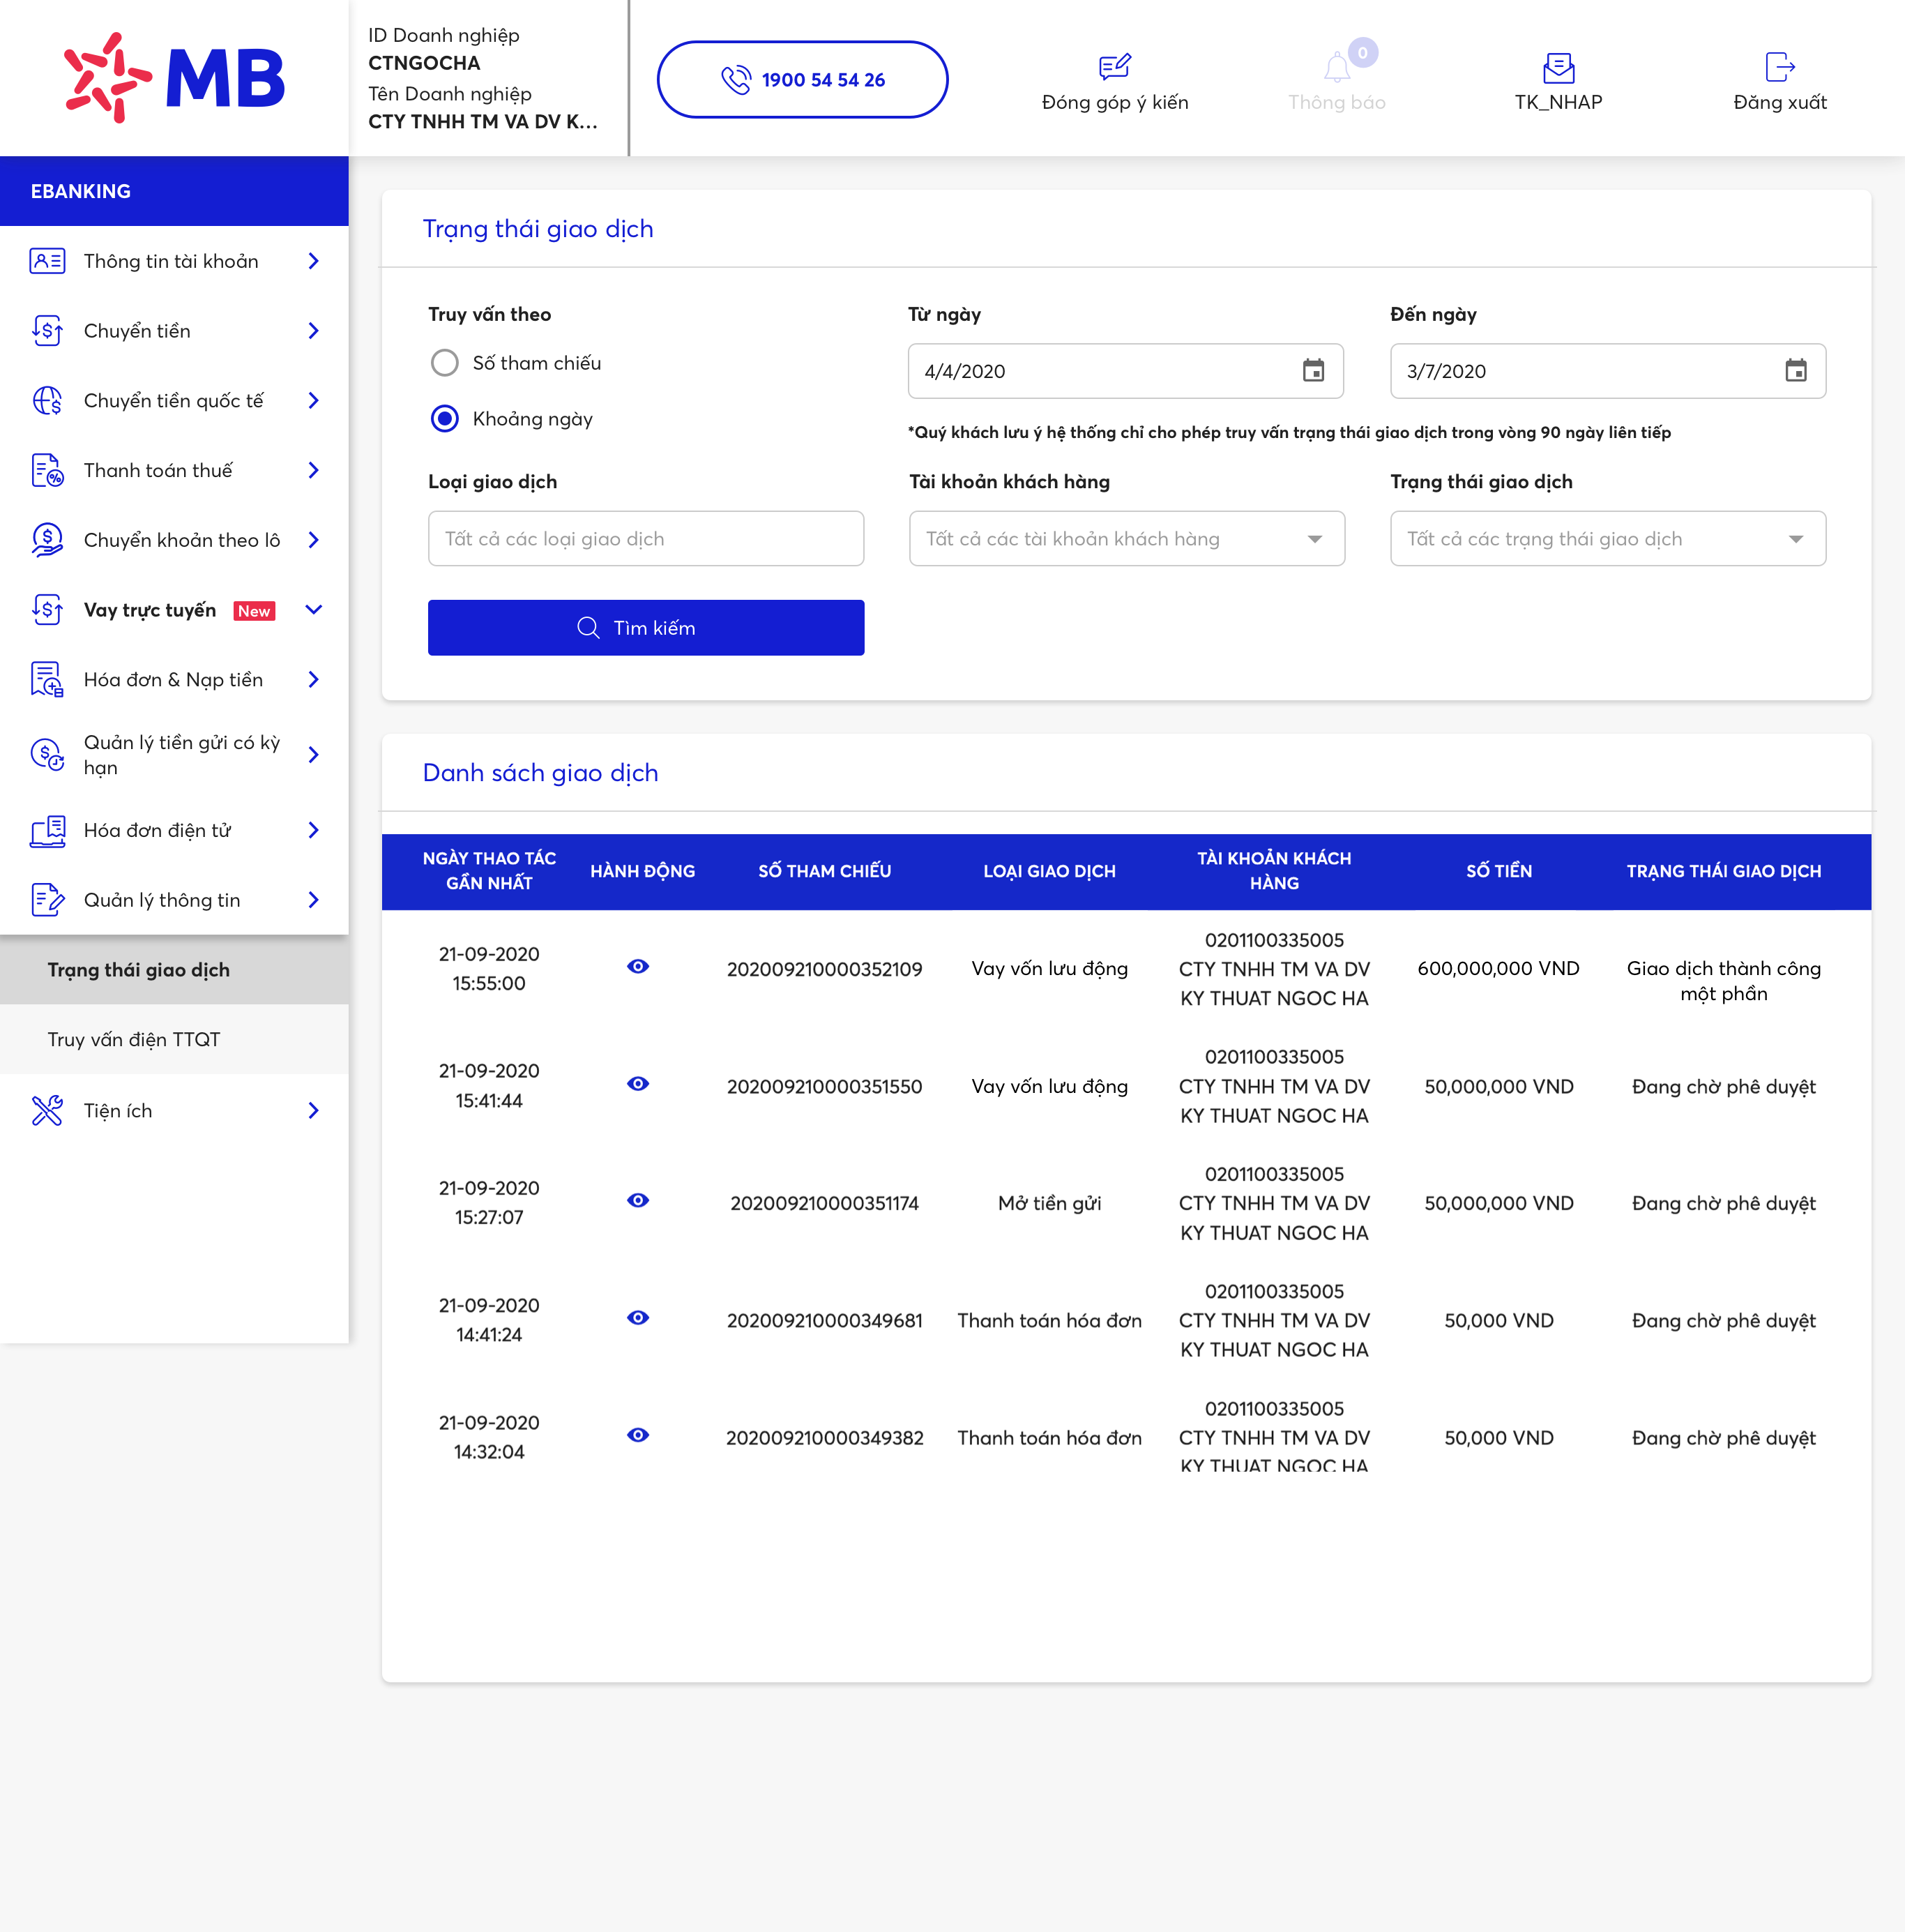 MB
ID Doanh nghiệp
CTNGOCHA
Tên Doanh nghiệp
CTY TNHH TM VA DV K...
1900 54 54 26
Đóng góp ý kiến
0
Thông báo
TK_NHAP
Đăng xuất
EBANKING
Thông tin tài khoản
Chuyển tiền
Chuyển tiền quốc tế
Thanh toán thuế
Chuyển khoản theo lô
Vay trực tuyến New
Hóa đơn & Nạp tiền
Quản lý tiền gửi có kỳ
hạn
Hóa đơn điện tử
Quản lý thông tin
Trạng thái giao dịch
Truy vấn điện TTQT
Tiện ích
Trạng thái giao dịch
Truy vấn theo
Số tham chiếu
Khoảng ngày
Từ ngày
4/4/2020
Đến ngày
3/7/2020
*Quý khách lưu ý hệ thống chỉ cho phép truy vấn trạng thái giao dịch trong vòng 90 ngày liên tiếp
Loại giao dịch
Tất cả các loại giao dịch
Tài khoản khách hàng
Tất cả các tài khoản khách hàng
Trạng thái giao dịch
Tất cả các trạng thái giao dịch
Tìm kiếm
Danh sách giao dịch
NGÀY THAO TÁC
GẦN NHẤT
HÀNH ĐỘNG
SỐ THAM CHIẾU
LOẠI GIAO DỊCH
TÀI KHOẢN KHÁCH
HÀNG
SỐ TIỀN
TRẠNG THÁI GIAO DỊCH
21-09-2020
15:55:00
202009210000352109
Vay vốn lưu động
0201100335005
CTY TNHH TM VA DV
KY THUAT NGOC HA
600,000,000 VND
Giao dịch thành công
một phần
21-09-2020
15:41:44
202009210000351550
Vay vốn lưu động
0201100335005
CTY TNHH TM VA DV
KY THUAT NGOC HA
50,000,000 VND
Đang chờ phê duyệt
21-09-2020
15:27:07
202009210000351174
Mở tiền gửi
0201100335005
CTY TNHH TM VA DV
KY THUAT NGOC HA
50,000,000 VND
Đang chờ phê duyệt
21-09-2020
14:41:24
202009210000349681
Thanh toán hóa đơn
0201100335005
CTY TNHH TM VA DV
KY THUAT NGOC HA
50,000 VND
Đang chờ phê duyệt
21-09-2020
14:32:04
202009210000349382
Thanh toán hóa đơn
0201100335005
CTY TNHH TM VA DV
KY THUAT NGOC HA
50,000 VND
Đang chờ phê duyệt